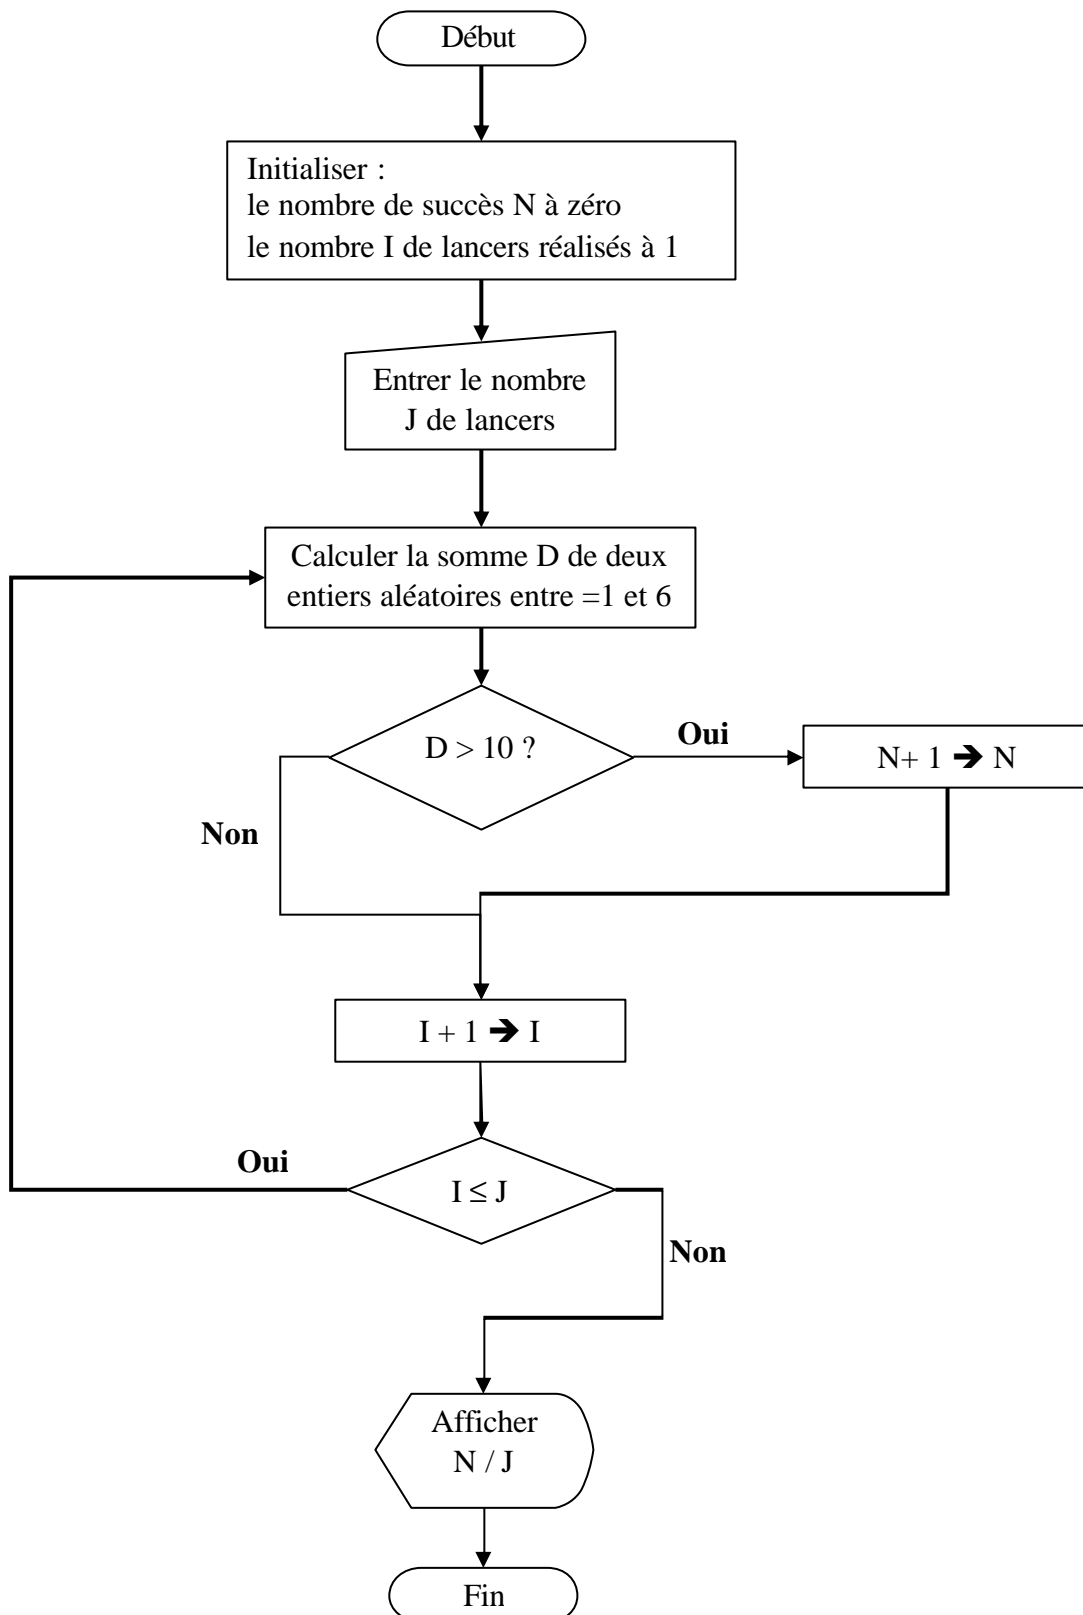 Début
Initialiser :
le nombre de succès N à zéro
le nombre I de lancers réalisés à 1
Entrer le nombre
J de lancers
Calculer la somme D de deux
entiers aléatoires entre =1 et 6
D > 10 ?
Oui
N+ 1 ➔ N
Non
I + 1 ➔ I
Oui
I ≤ J
Non
Afficher
N / J
Fin